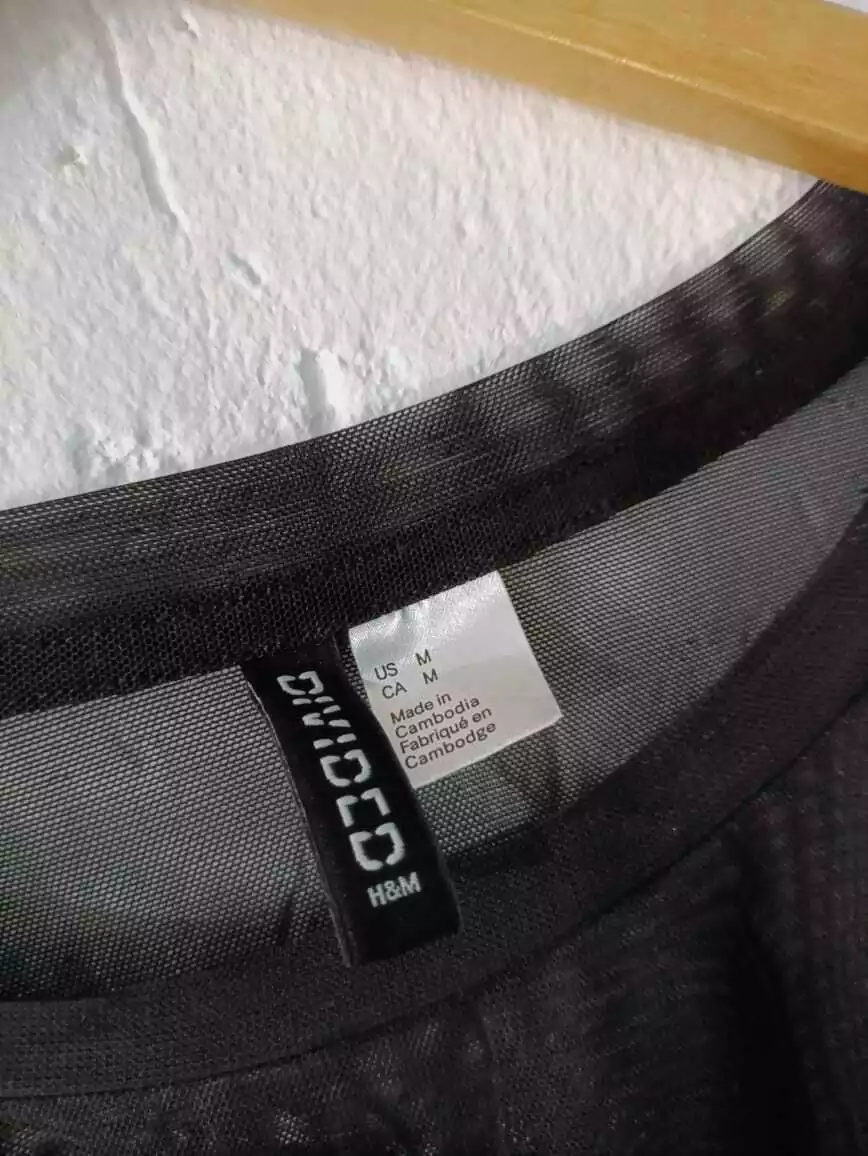 DIVIDED
H&M
US M
CA M
Made in
Cambodia
Fabriqué en
Cambodge